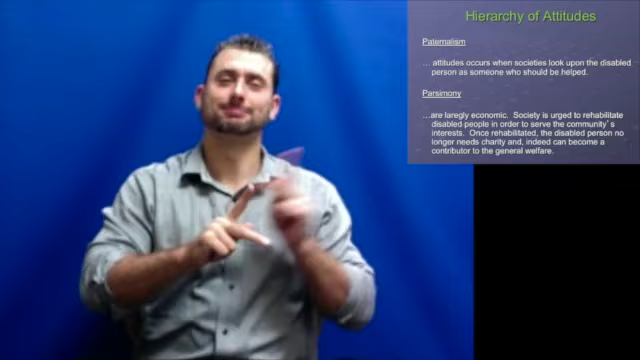 Hierarchy of Attitudes
Paternalism
… attitudes occurs when societies look upon the disabled
person as someone who should be helped.
Parsimony
…are laregly economic. Society is urged to rehabilitate
disabled people in order to serve the community's
interests. Once rehabilitated, the disabled person no
longer needs charity and, indeed can become a
contributor to the general welfare.